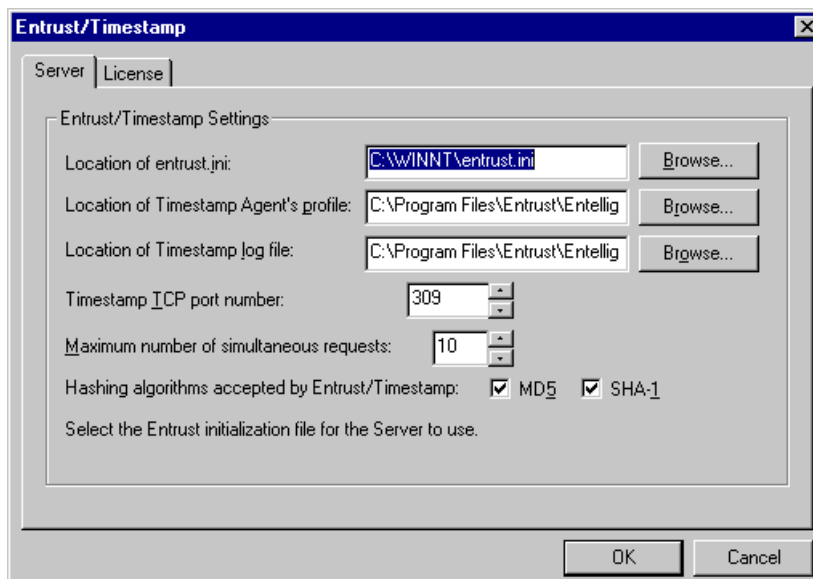 Entrust/Timestamp
Server License
Entrust/Timestamp Settings
Location of entrust.ini: C:\WINNT\entrust.ini Browse...
Location of Timestamp Agent's profile: C:\Program Files\Entrust\Entellig Browse...
Location of Timestamp log file: C:\Program Files\Entrust\Entellig Browse...
Timestamp TCP port number: 309
Maximum number of simultaneous requests: 10
Hashing algorithms accepted by Entrust/Timestamp: MD5 SHA-1
Select the Entrust initialization file for the Server to use.
OK Cancel